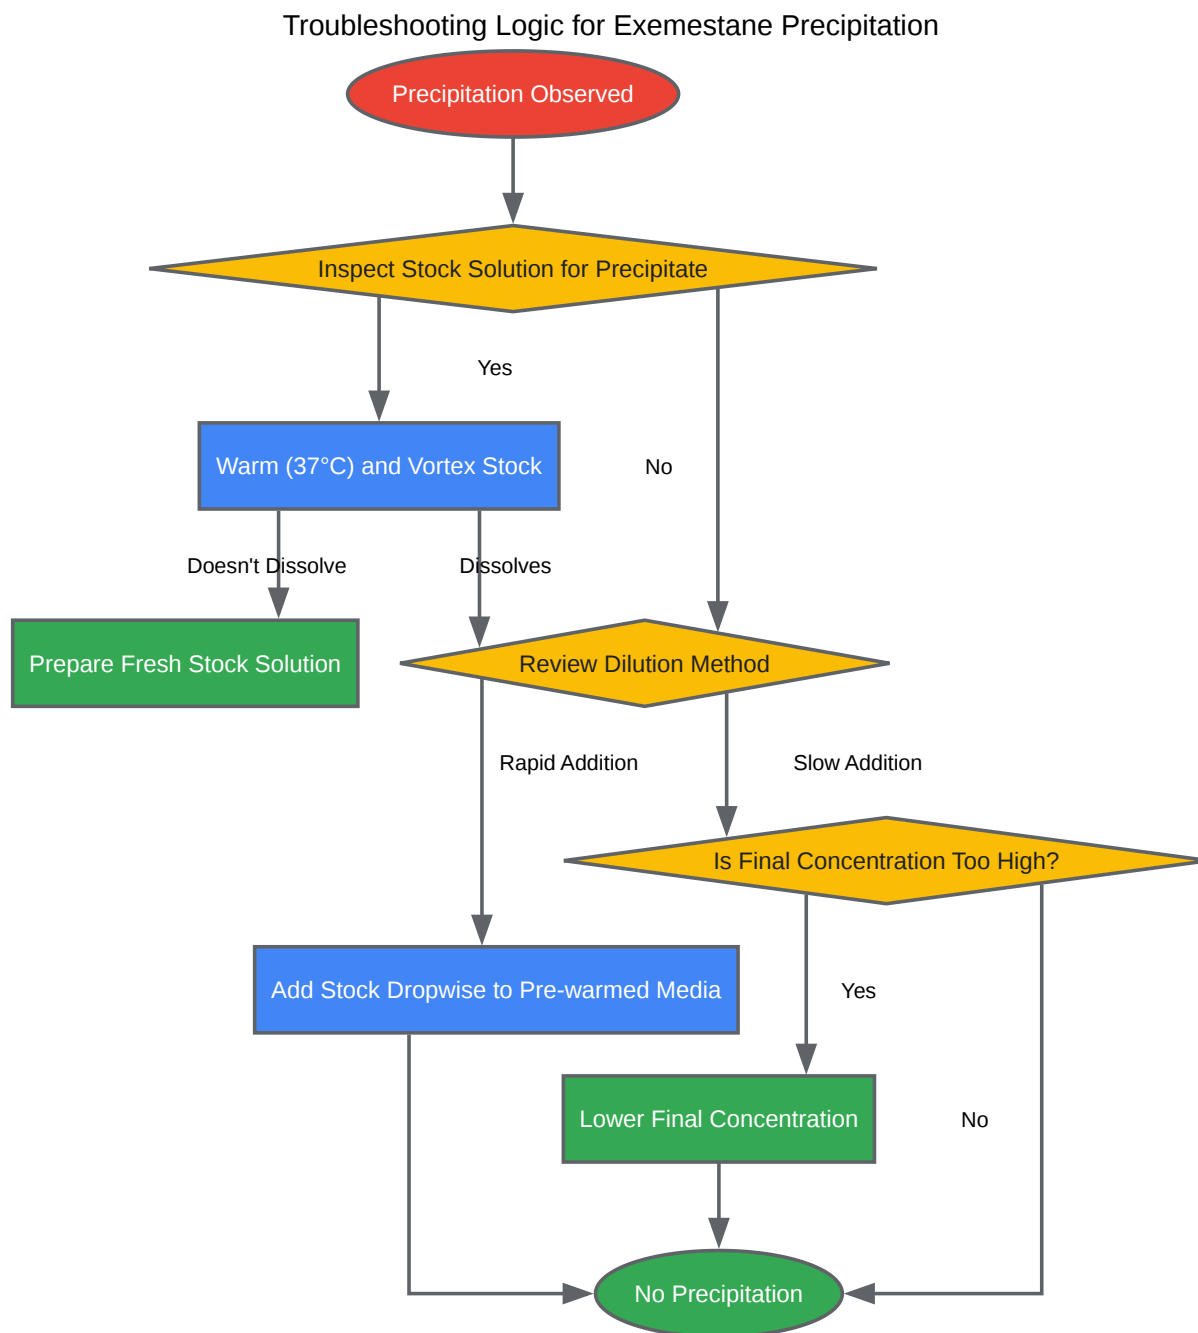 Troubleshooting Logic for Exemestane Precipitation
Precipitation Observed
Inspect Stock Solution for Precipitate
Yes
Warm (37°C) and Vortex Stock
No
Doesn't Dissolve
Dissolves
Prepare Fresh Stock Solution
Review Dilution Method
Rapid Addition
Slow Addition
Is Final Concentration Too High?
Add Stock Dropwise to Pre-warmed Media
Yes
Lower Final Concentration
No
No Precipitation